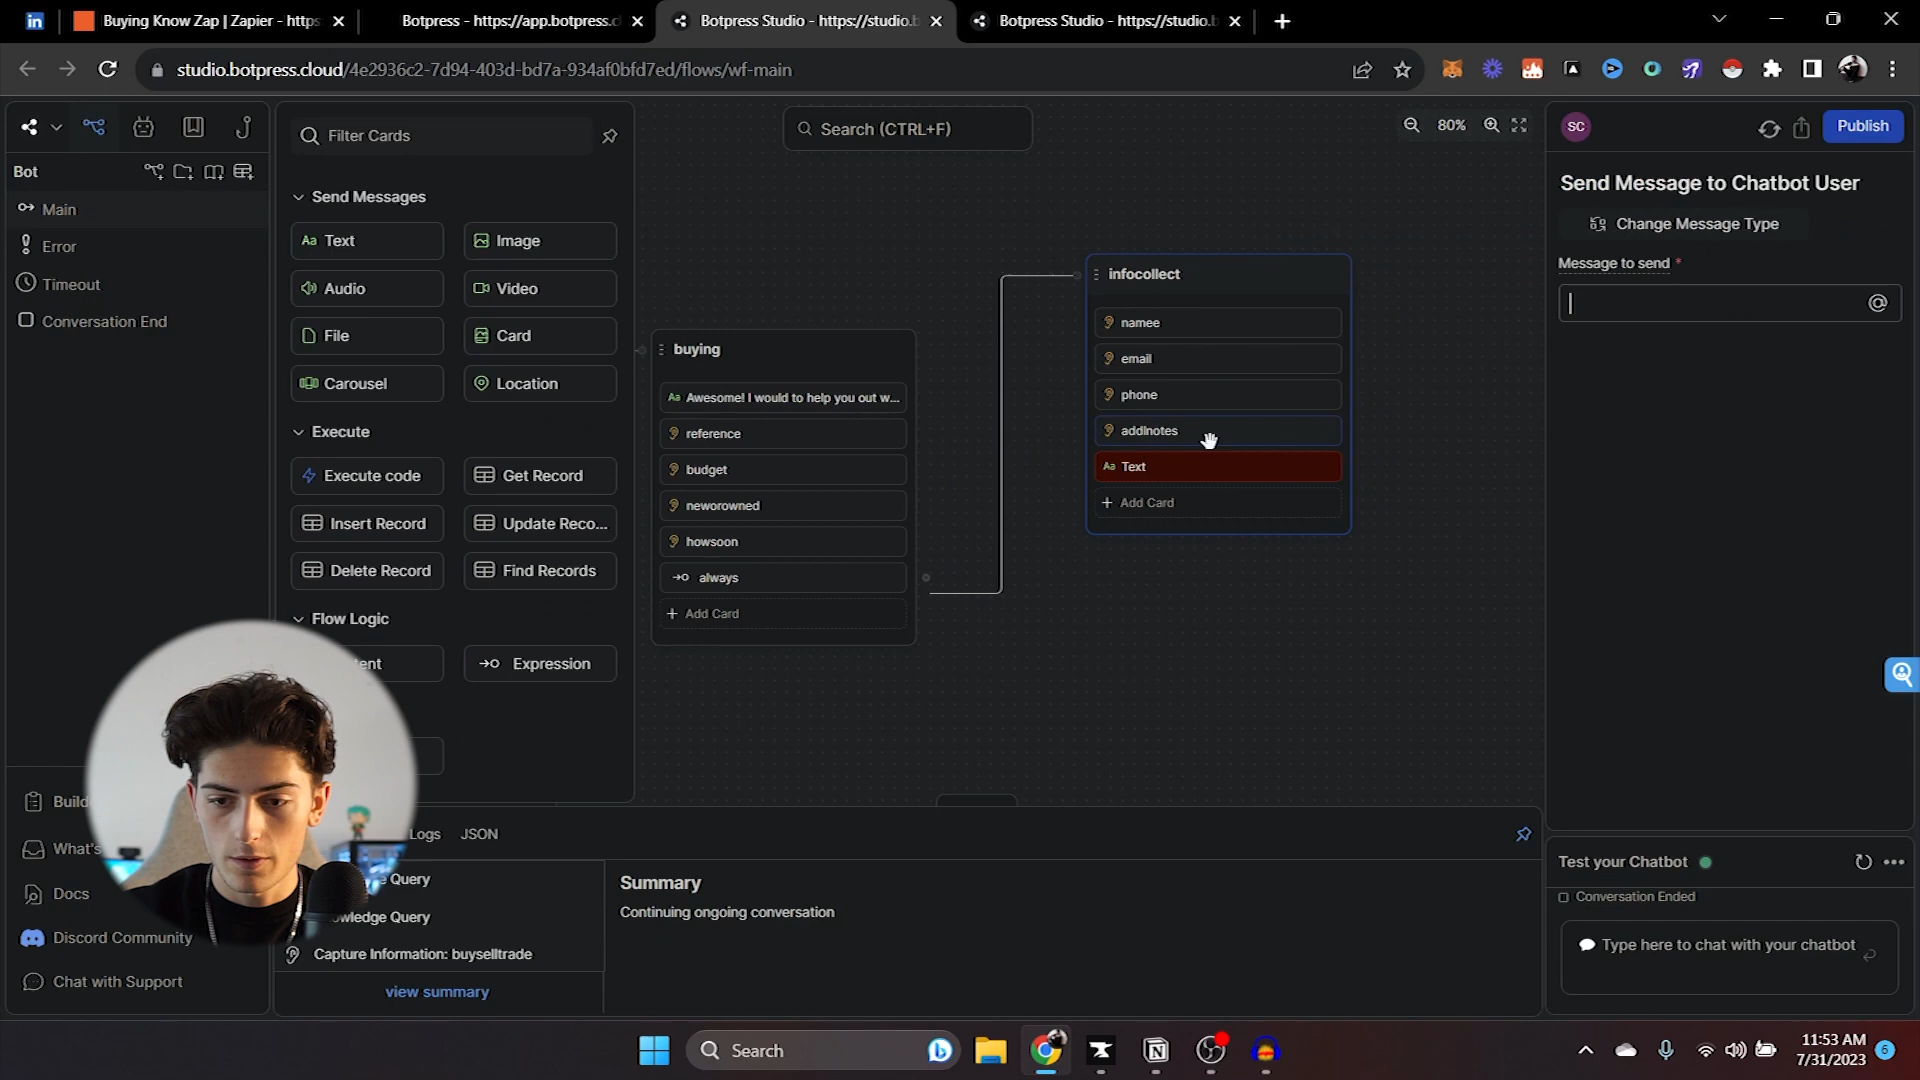 Buying Know Zap | Zapier - https
Botpress - https://app.botpress.c
Botpress Studio - https://studio.b
Botpress Studio - https://studio.b
studio.botpress.cloud/4e2936c2-7d94-403d-bd7a-934af0bfd7ed/flows/wf-main
Bot
Main
Error
Timeout
Conversation End
Docs
Discord Community
Chat with Support
Filter Cards
Send Messages
Text
Image
Audio
Video
File
Card
Carousel
Location
Execute
Execute code
Get Record
Insert Record
Update Reco...
Delete Record
Find Records
Flow Logic
Expression
Search (CTRL+F)
80%
buying
Aa Awesome! I would to help you out w...
reference
budget
neworowned
howsoon
always
+ Add Card
infocollect
namee
email
phone
addlnotes
Aa Text
+ Add Card
Logs
JSON
Query
Query
Capture Information: buyselltrade
view summary
Summary
Continuing ongoing conversation
SC
Publish
Send Message to Chatbot User
Change Message Type
Message to send *
Test your Chatbot
Conversation Ended
Type here to chat with your chatbot
Search
11:53 AM
7/31/2023
6